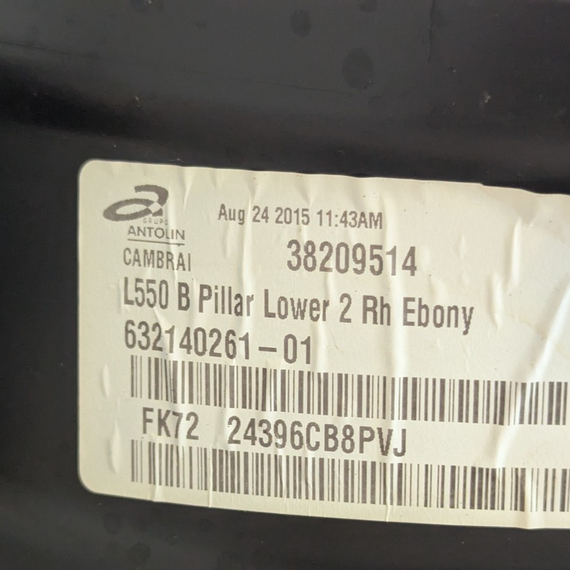 Aug 24 2015 11:43AM
GRUPO
ANTOLIN
CAMBRAI 38209514
L550 B Pillar Lower 2 Rh Ebony
632140261-01
FK72 24396CB8PVJ